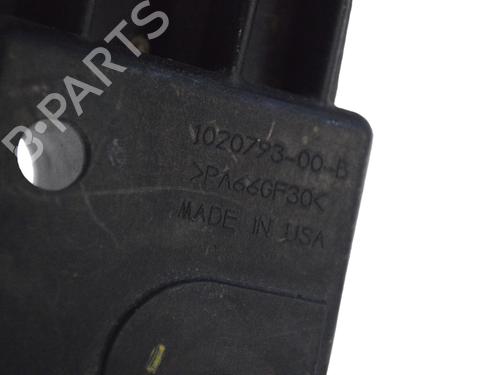 B-PARTS
1020793-00-B
>PA66GF30<
MADE IN USA